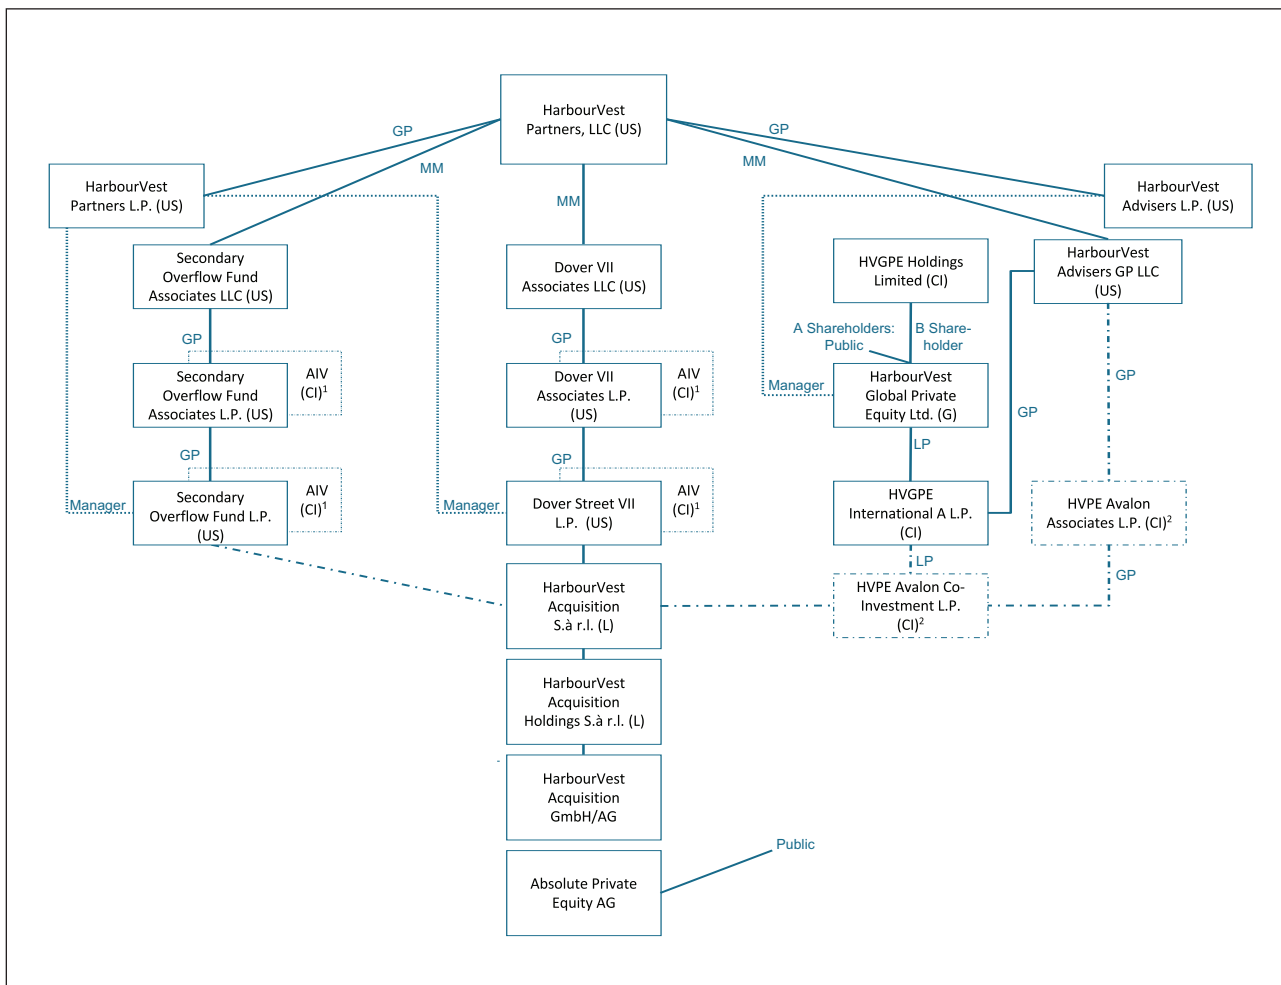 HarbourVest
Partners, LLC (US)
GP
GP
MM
MM
MM
HarbourVest
Partners L.P. (US)
HarbourVest
Advisers L.P. (US)
Secondary
Overflow Fund
Associates LLC (US)
Dover VII
Associates LLC (US)
HVGPE Holdings
Limited (CI)
HarbourVest
Advisers GP LLC
(US)
GP
GP
A Shareholders:
Public
B Share-
holder
Secondary
Overflow Fund
Associates L.P. (US)
AIV
(CI)¹
Dover VII
Associates L.P.
(US)
AIV
(CI)¹
Manager
HarbourVest
Global Private
Equity Ltd. (G)
GP
GP
GP
GP
LP
Manager
Secondary
Overflow Fund L.P.
(US)
AIV
(CI)¹
Manager
Dover Street VII
L.P. (US)
AIV
(CI)¹
HVGPE
International A L.P.
(CI)
HVPE Avalon
Associates L.P. (CI)²
LP
GP
HarbourVest
Acquisition
S.à r.l. (L)
HVPE Avalon Co-
Investment L.P.
(CI)²
HarbourVest
Acquisition
Holdings S.à r.l. (L)
HarbourVest
Acquisition
GmbH/AG
Public
Absolute Private
Equity AG